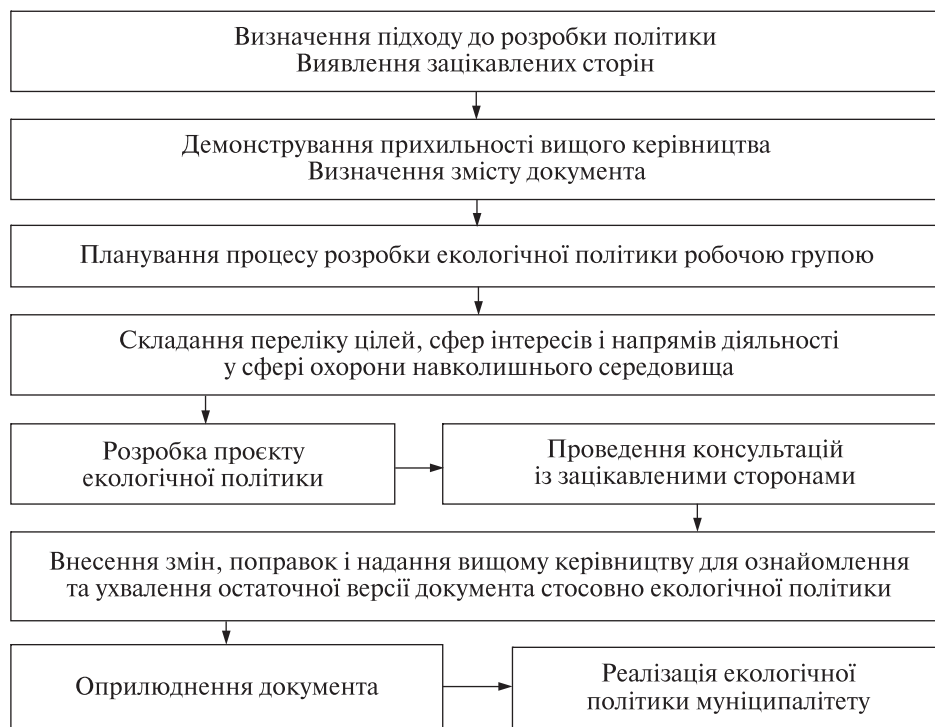 Визначення підходу до розробки політики
Виявлення зацікавлених сторін
Демонстрування прихильності вищого керівництва
Визначення змісту документа
Планування процесу розробки екологічної політики робочою групою
Складання переліку цілей, сфер інтересів і напрямів діяльності
у сфері охорони навколишнього середовища
Розробка проєкту
екологічної політики
Проведення консультацій
із зацікавленими сторонами
Внесення змін, поправок і надання вищому керівництву для ознайомлення
та ухвалення остаточної версії документа стосовно екологічної політики
Оприлюднення документа
Реалізація екологічної
політики муніципалітету